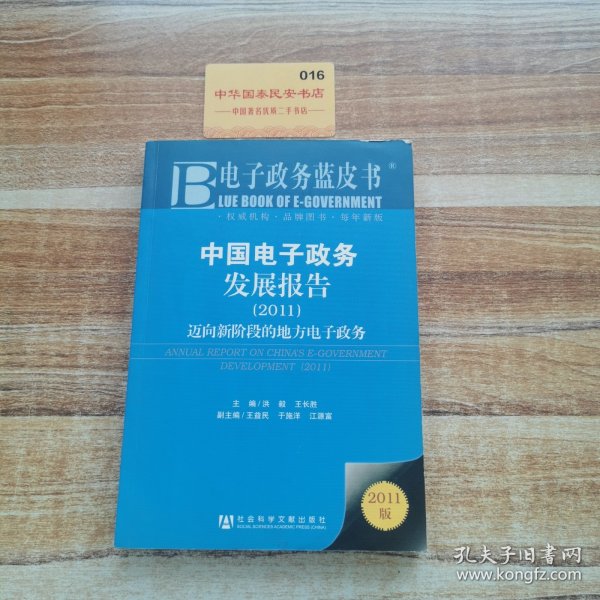 016
中华国泰民安书店
中国著名优质二手书店
电子政务蓝皮书®
BLUE BOOK OF E-GOVERNMENT
·权威机构·品牌图书·每年新版
中国电子政务
发展报告
(2011)
迈向新阶段的地方电子政务
ANNUAL REPORT ON CHINA'S E-GOVERNMENT
DEVELOPMENT (2011)
主 编/洪 毅 王长胜
副主编/王益民 于施洋 江源富
2011
版
社会科学文献出版社
SOCIAL SCIENCES ACADEMIC PRESS (CHINA)
孔夫子旧书网
www.kongfz.com